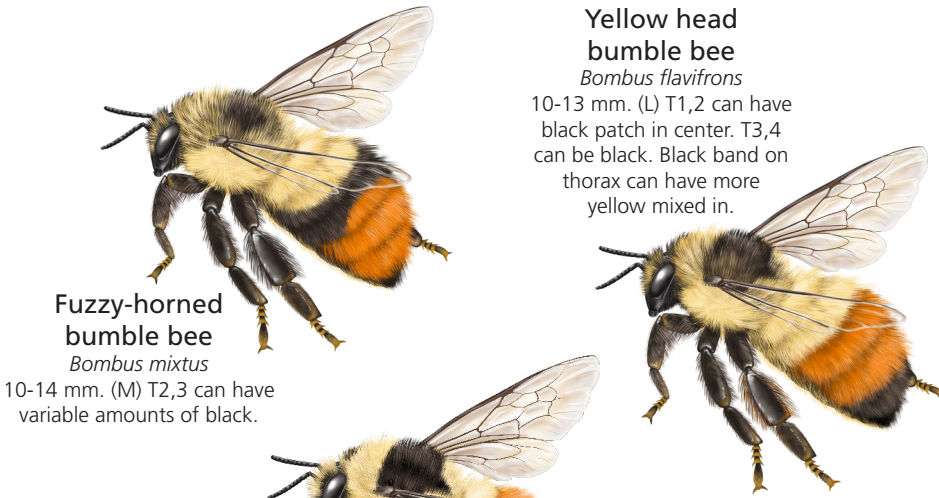 Yellow head
bumble bee
Bombus flavifrons
10-13 mm. (L) T1,2 can have
black patch in center. T3,4
can be black. Black band on
thorax can have more
yellow mixed in.
Fuzzy-horned
bumble bee
Bombus mixtus
10-14 mm. (M) T2,3 can have
variable amounts of black.